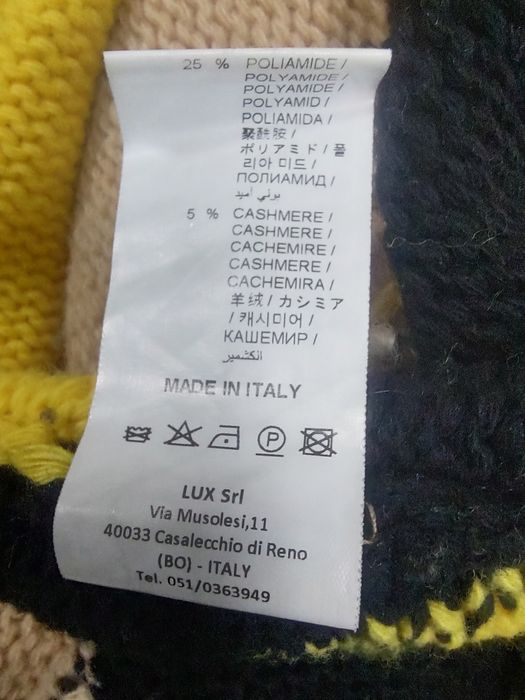 25 % POLIAMIDE /
POLYAMIDE /
POLYAMIDE /
POLYAMID /
POLIAMIDA /
聚酰胺 /
ポリアミド / 폴
리아미드 /
ПОЛИАМИД /
بوني أميد
5 % CASHMERE /
CASHMERE /
CACHEMIRE /
CASHMERE /
CACHEMIRA /
羊绒 / カシミア
/ 캐시미어 /
КАШЕМИР /
الكشمير
MADE IN ITALY
P
LUX Srl
Via Musolesi,11
40033 Casalecchio di Reno
(BO) - ITALY
Tel. 051/0363949